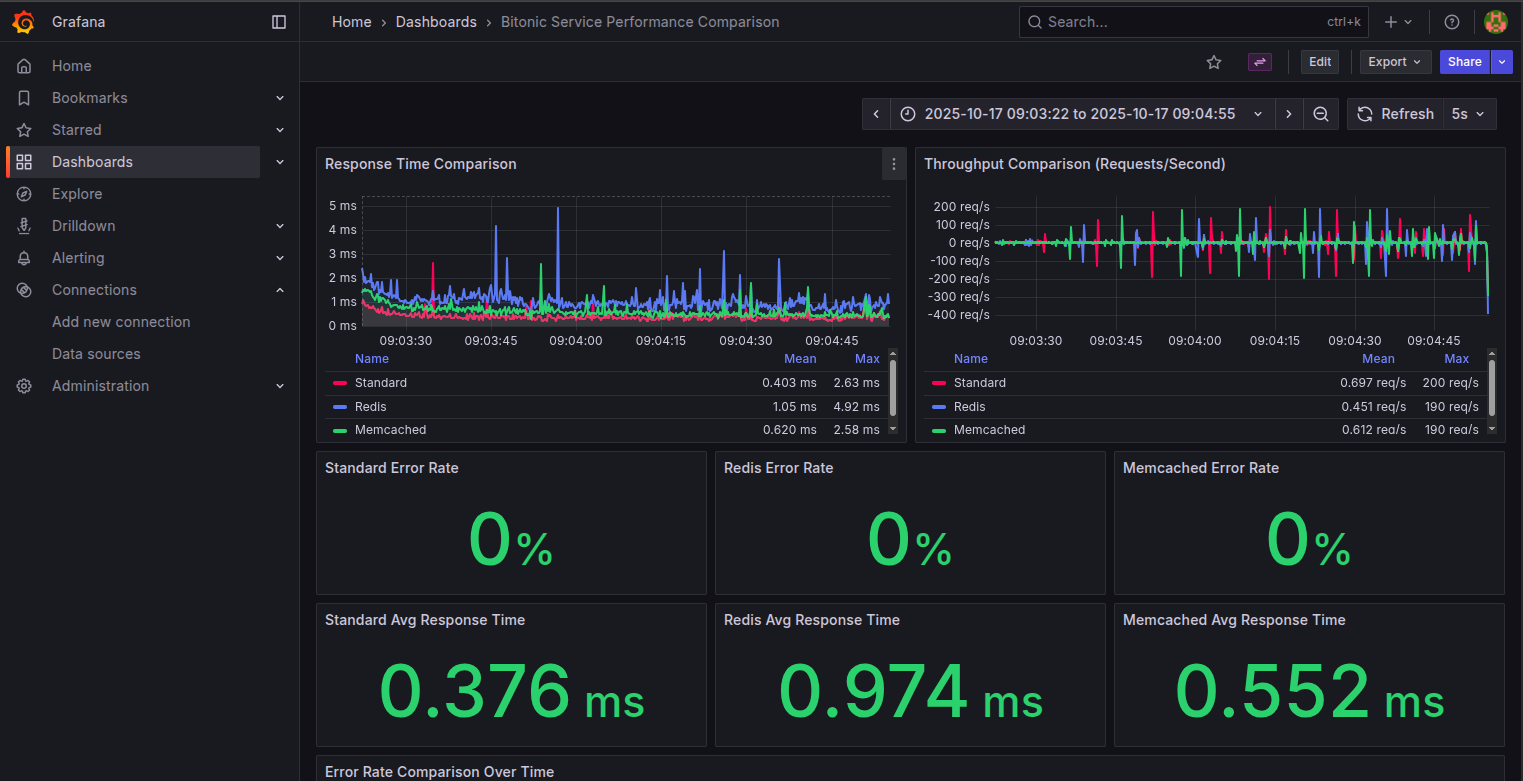 Grafana
Home › Dashboards › Bitonic Service Performance Comparison
Search... ctrl+k
Edit Export Share
2025-10-17 09:03:22 to 2025-10-17 09:04:55 Refresh 5s
Home
Bookmarks
Starred
Dashboards
Explore
Drilldown
Alerting
Connections
Add new connection
Data sources
Administration
Response Time Comparison
5 ms
4 ms
3 ms
2 ms
1 ms
0 ms
09:03:30 09:03:45 09:04:00 09:04:15 09:04:30 09:04:45
Name Mean Max
Standard 0.403 ms 2.63 ms
Redis 1.05 ms 4.92 ms
Memcached 0.620 ms 2.58 ms
Throughput Comparison (Requests/Second)
200 req/s
100 req/s
0 req/s
-100 req/s
-200 req/s
-300 req/s
-400 req/s
09:03:30 09:03:45 09:04:00 09:04:15 09:04:30 09:04:45
Name Mean Max
Standard 0.697 req/s 200 req/s
Redis 0.451 req/s 190 req/s
Memcached 0.612 req/s 190 req/s
Standard Error Rate
0%
Redis Error Rate
0%
Memcached Error Rate
0%
Standard Avg Response Time
0.376 ms
Redis Avg Response Time
0.974 ms
Memcached Avg Response Time
0.552 ms
Error Rate Comparison Over Time